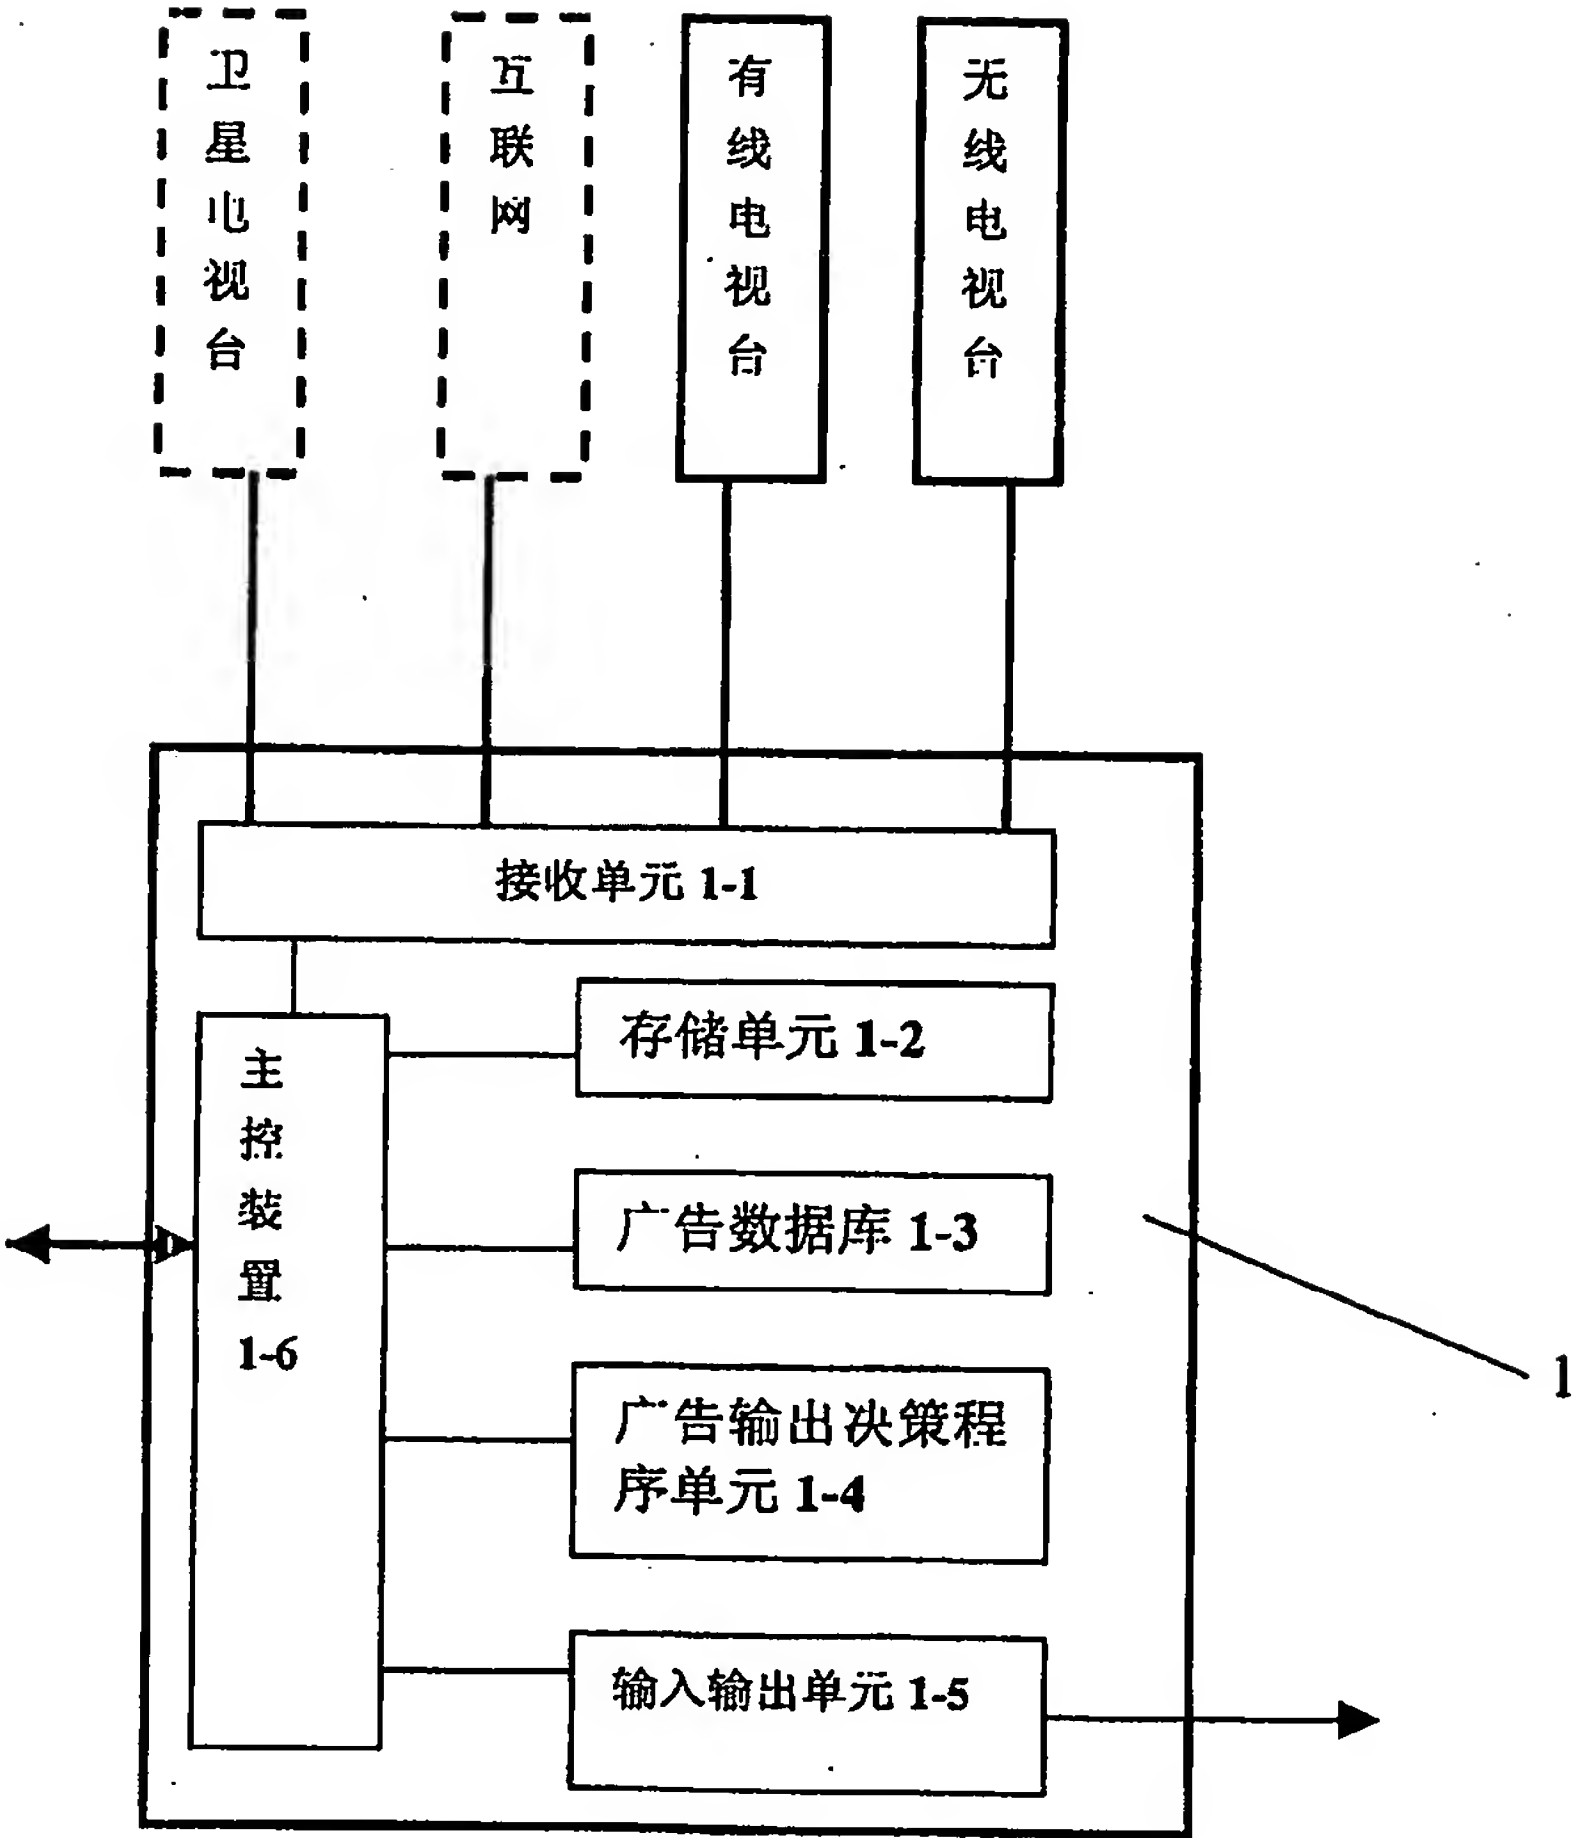 卫星电视台
互联网
有线电视台
无线电视台
接收单元 1-1
主控装置 1-6
存储单元 1-2
广告数据库 1-3
广告输出决策程
序单元 1-4
输入输出单元 1-5
1